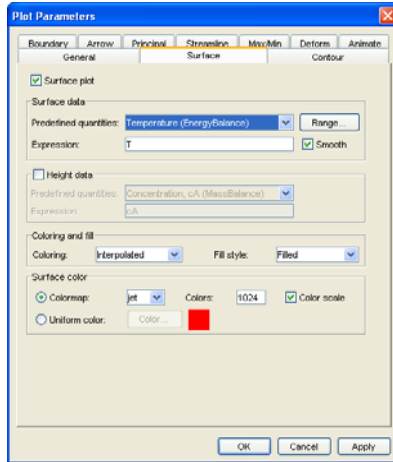 Plot Parameters
Boundary Arrow Principal Streamline Max/Min Deform Animate
General Surface Contour
Surface plot
Surface data
Predefined quantities: Temperature (EnergyBalance) Range...
Expression: T Smooth
Height data
Predefined quantities: Concentration, cA (MassBalance)
Expression: cA
Coloring and fill
Coloring: Interpolated Fill style: Filled
Surface color
Colormap: jet Colors: 1024 Color scale
Uniform color: Color...
OK Cancel Apply